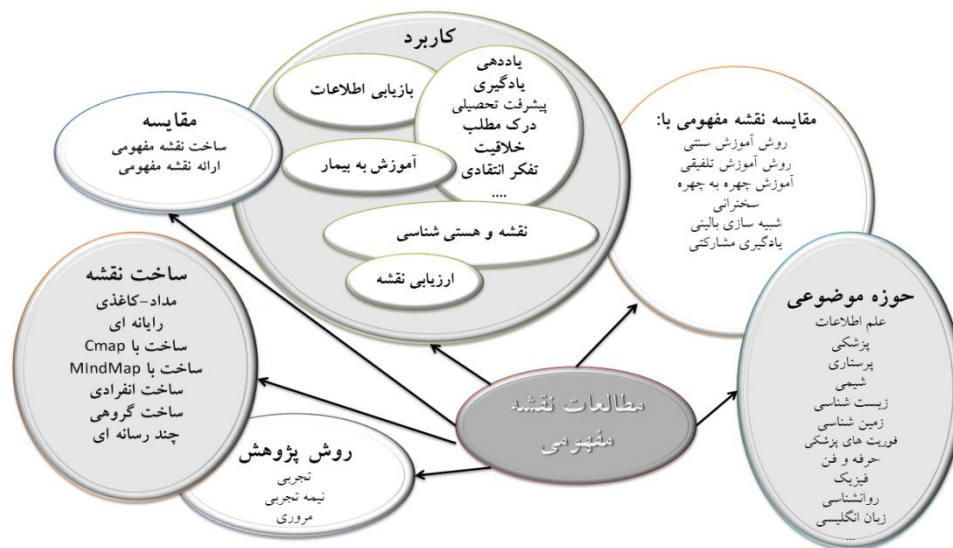 کاربرد
بازیابی اطلاعات
یاددهی
یادگیری
پیشرفت تحصیلی
درک مطلب
خلاقیت
تفکر انتقادی
....
آموزش به بیمار
نقشه و هستی شناسی
ارزیابی نقشه
مقایسه نقشه مفهومی با:
روش آموزش سنتی
روش آموزش تلفیقی
آموزش چهره به چهره
سخنرانی
شبیه سازی بالینی
یادگیری مشارکتی
مقایسه
ساخت نقشه مفهومی
ارائه نقشه مفهومی
حوزه موضوعی
علم اطلاعات
پزشکی
پرستاری
شیمی
زیست شناسی
زمین شناسی
فوریت های پزشکی
حرفه و فن
فیزیک
روانشناسی
زبان انگلیسی
...
ساخت نقشه
مداد-کاغذی
رایانه ای
ساخت با Cmap
ساخت با MIndMap
ساخت انفرادی
ساخت گروهی
چند رسانه ای
مطالعات نقشه
مفهومی
روش پژوهش
تجربی
نیمه تجربی
مروری